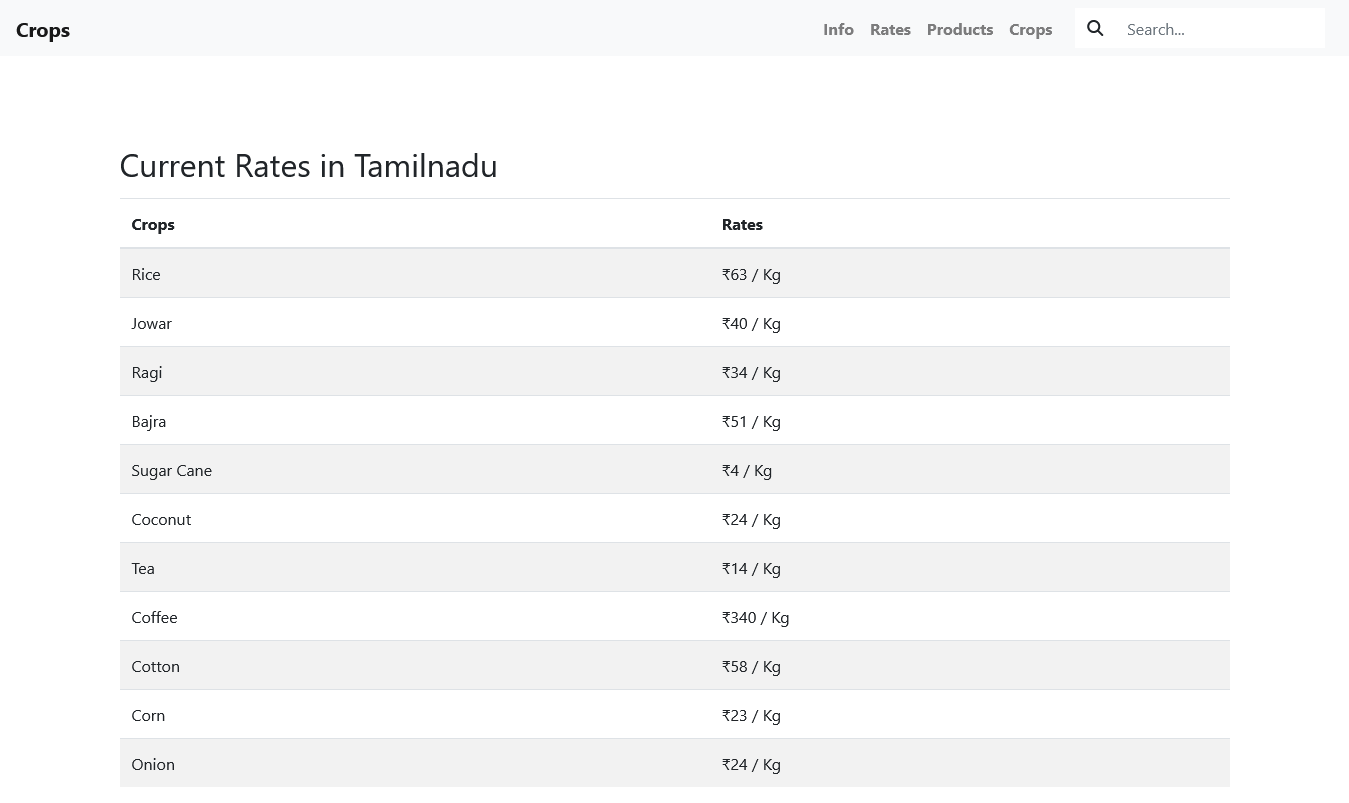 Crops Info Rates Products Crops Search...
Current Rates in Tamilnadu
Crops Rates
Rice ₹63 / Kg
Jowar ₹40 / Kg
Ragi ₹34 / Kg
Bajra ₹51 / Kg
Sugar Cane ₹4 / Kg
Coconut ₹24 / Kg
Tea ₹14 / Kg
Coffee ₹340 / Kg
Cotton ₹58 / Kg
Corn ₹23 / Kg
Onion ₹24 / Kg